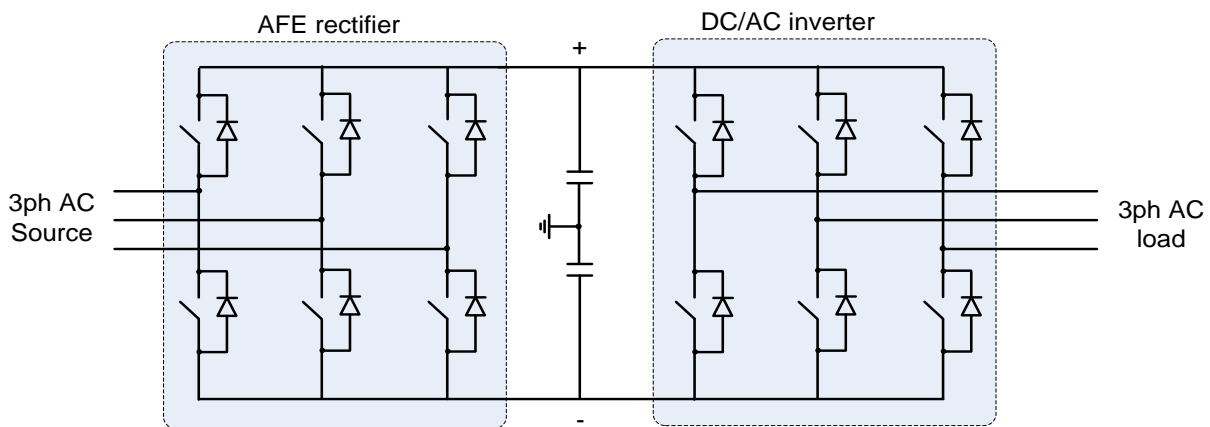 AFE rectifier
DC/AC inverter
+
3ph AC
Source
3ph AC
load
-